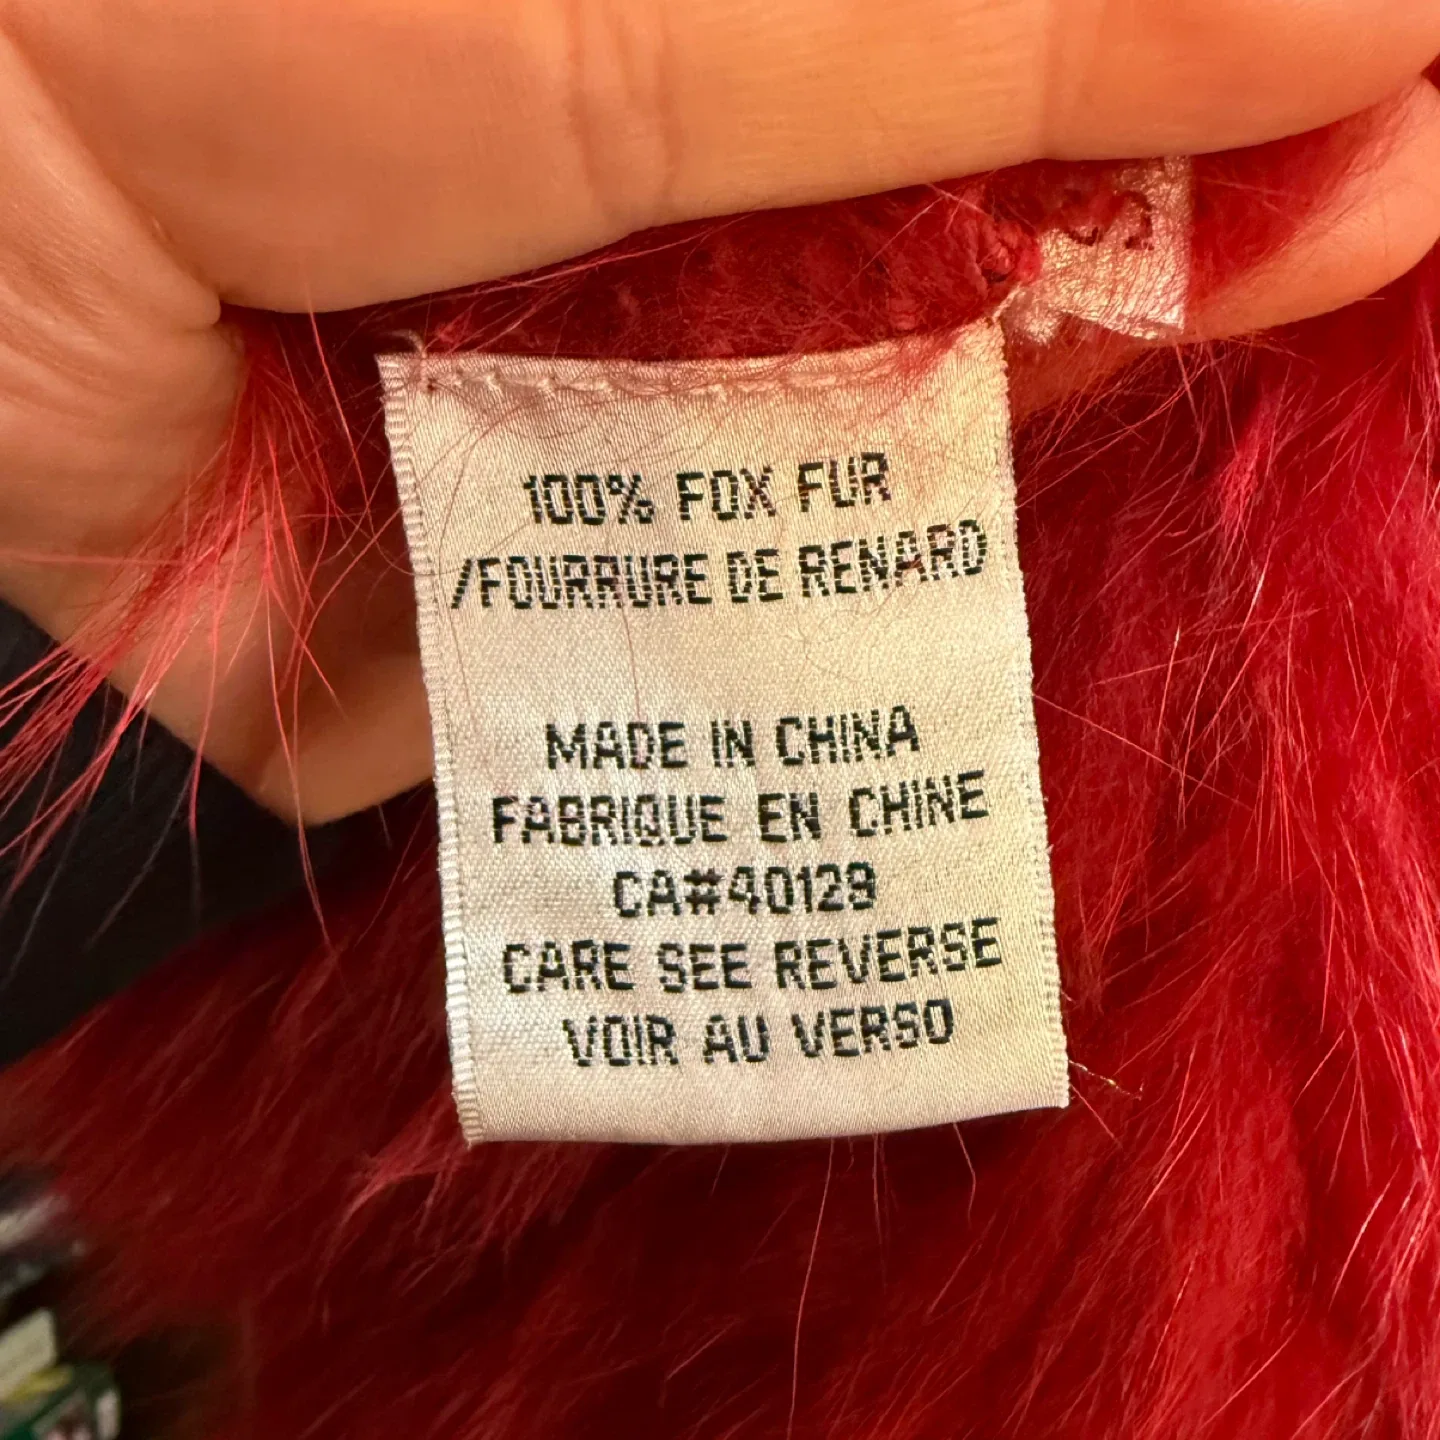 100% FOX FUR
/FOURRURE DE RENARD
MADE IN CHINA
FABRIQUE EN CHINE
CA#40129
CARE SEE REVERSE
VOIR AU VERSO